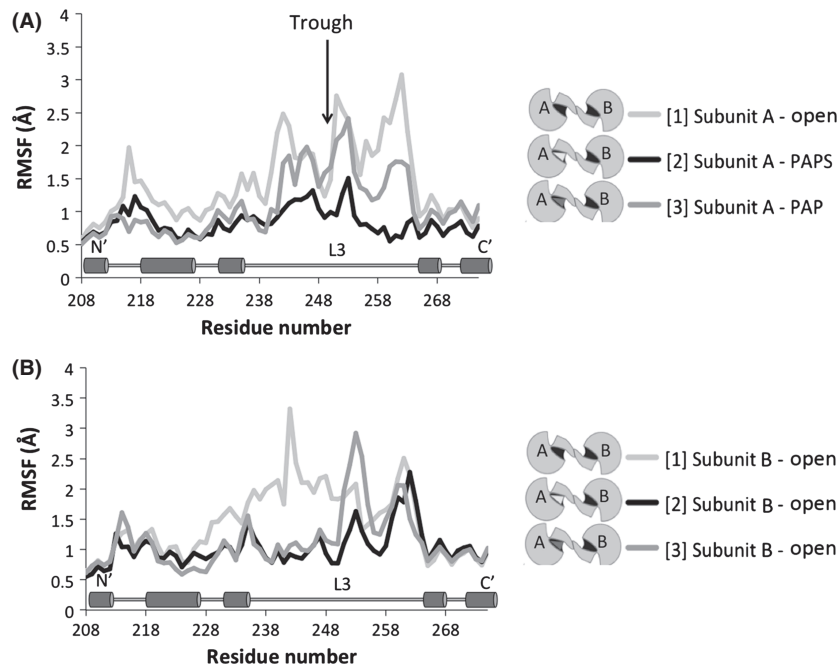 (A)
Trough
4
3.5
3
2.5
2
1.5
1
0.5
0
RMSF (Å)
N’
L3
C’
208 218 228 238 248 258 268
Residue number
A B [1] Subunit A - open
A B [2] Subunit A - PAPS
A B [3] Subunit A - PAP
(B)
4
3.5
3
2.5
2
1.5
1
0.5
0
RMSF (Å)
N’
L3
C’
208 218 228 238 248 258 268
Residue number
A B [1] Subunit B - open
A B [2] Subunit B - open
A B [3] Subunit B - open